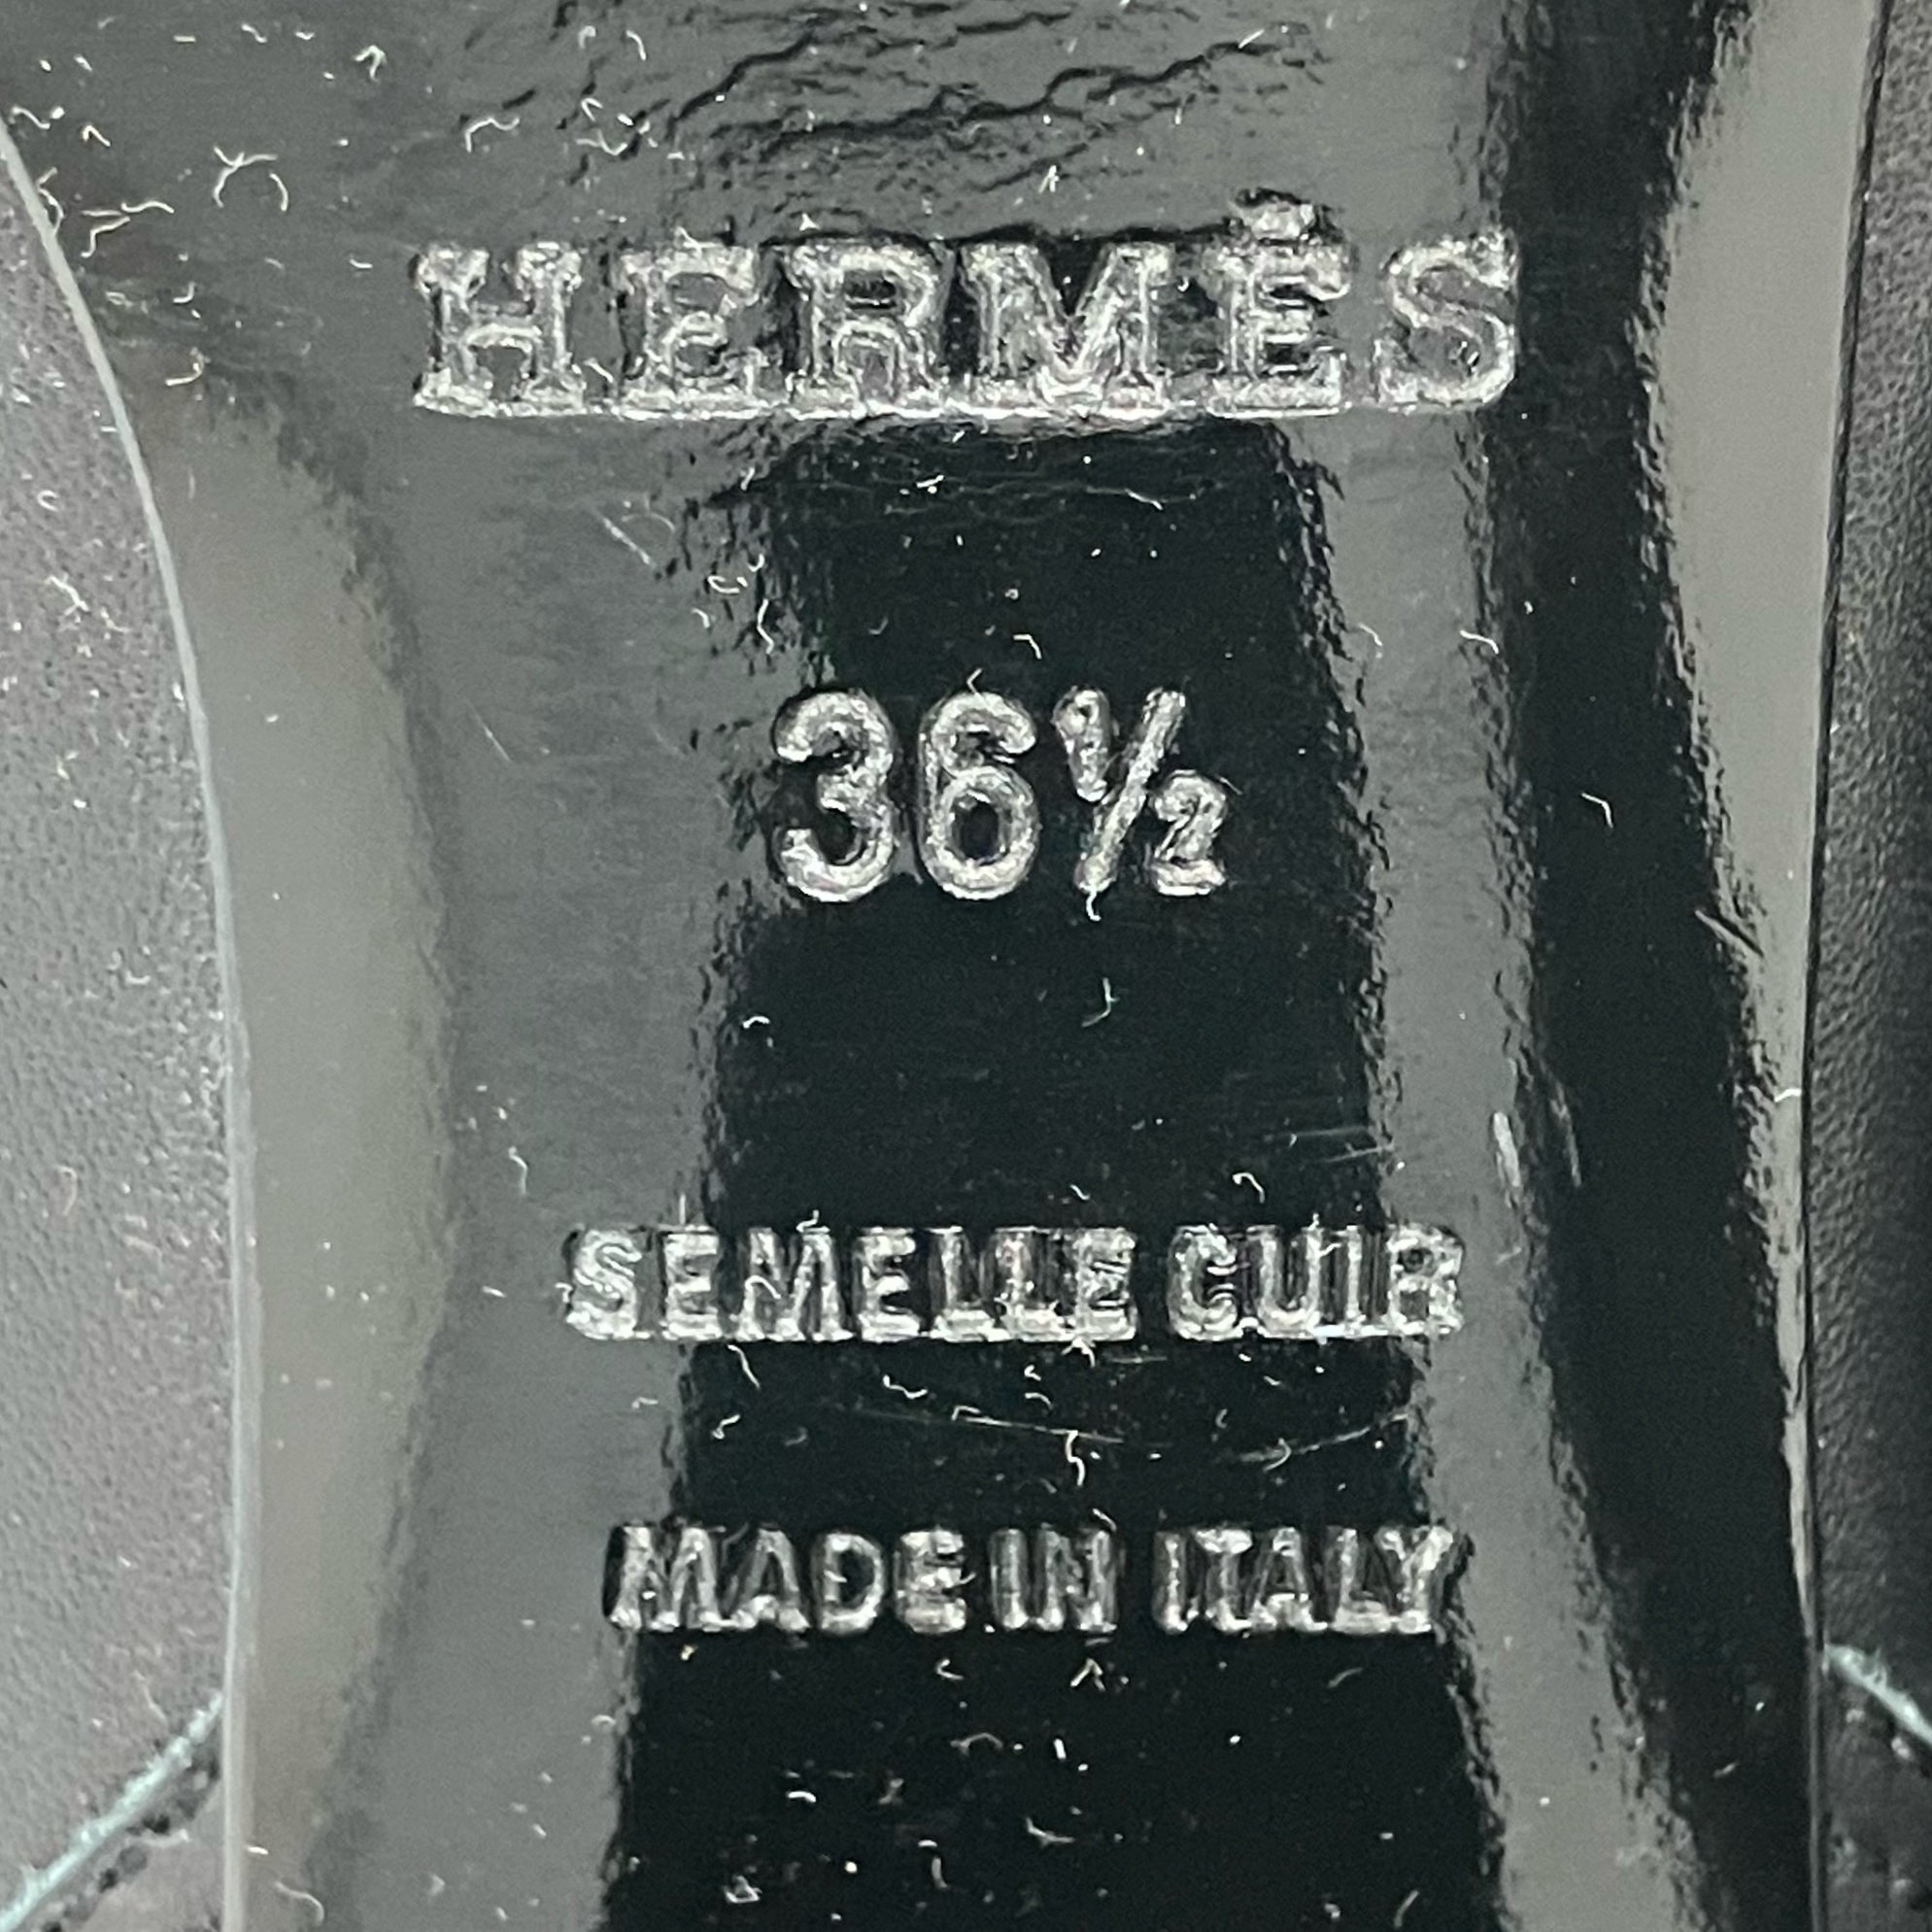 HERMÈS
36½
SEMELLE CUIR
MADE IN ITALY